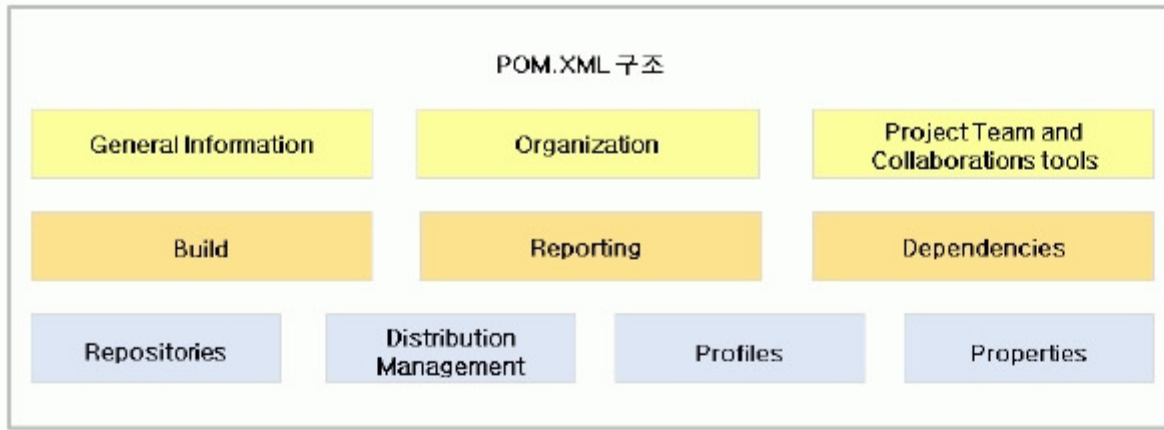 POM.XML 구조
General Information
Organization
Project Team and
Collaborations tools
Build
Reporting
Dependencies
Repositories
Distribution
Management
Profiles
Properties